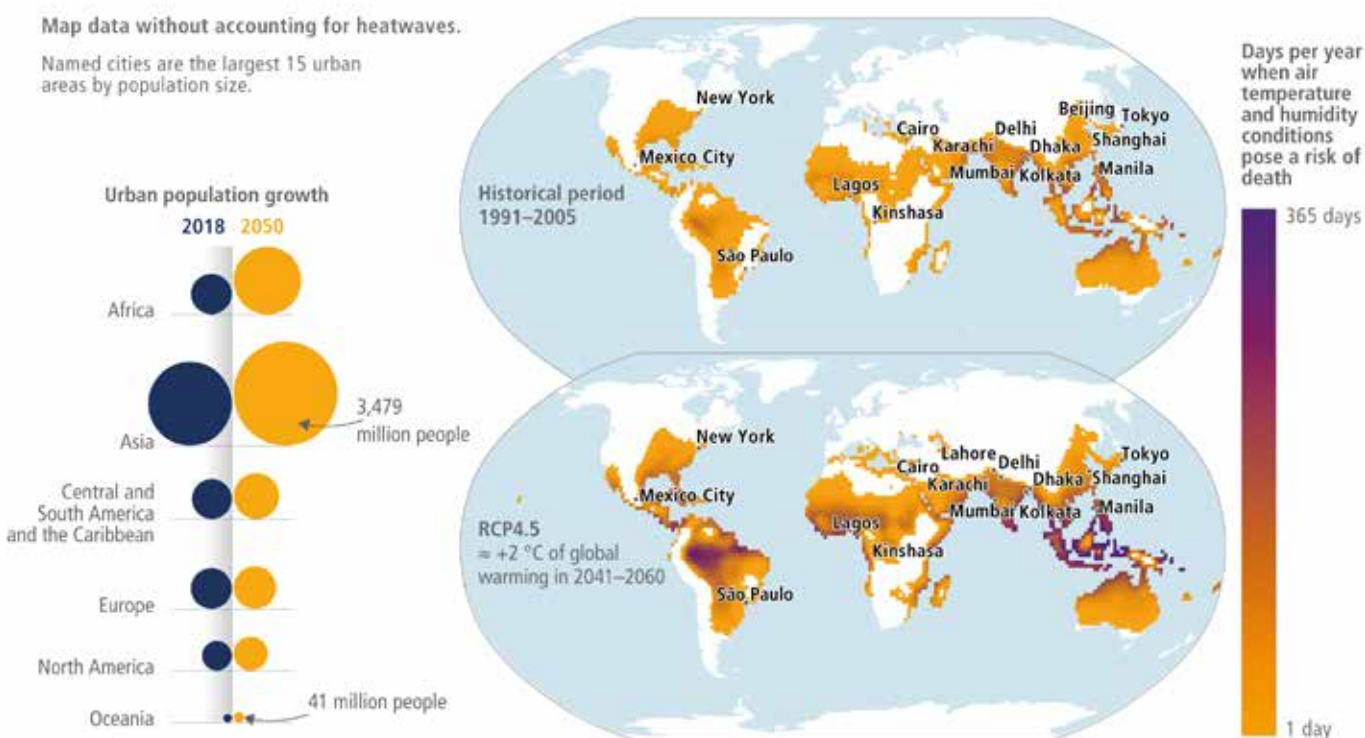 Map data without accounting for heatwaves.
Named cities are the largest 15 urban
areas by population size.
Urban population growth
2018
2050
Africa
Asia
3,479
million people
Central and
South America
and the Caribbean
Europe
North America
Oceania
41 million people
New York
Mexico City
São Paulo
Cairo
Lagos
Kinshasa
Karachi
Mumbai
Delhi
Dhaka
Kolkata
Beijing
Tokyo
Shanghai
Manila
Historical period
1991–2005
New York
Mexico City
São Paulo
Cairo
Lagos
Kinshasa
Lahore
Karachi
Mumbai
Delhi
Dhaka
Kolkata
Tokyo
Shanghai
Manila
RCP4.5
≈ +2 °C of global
warming in 2041–2060
Days per year
when air
temperature
and humidity
conditions
pose a risk of
death
365 days
1 day